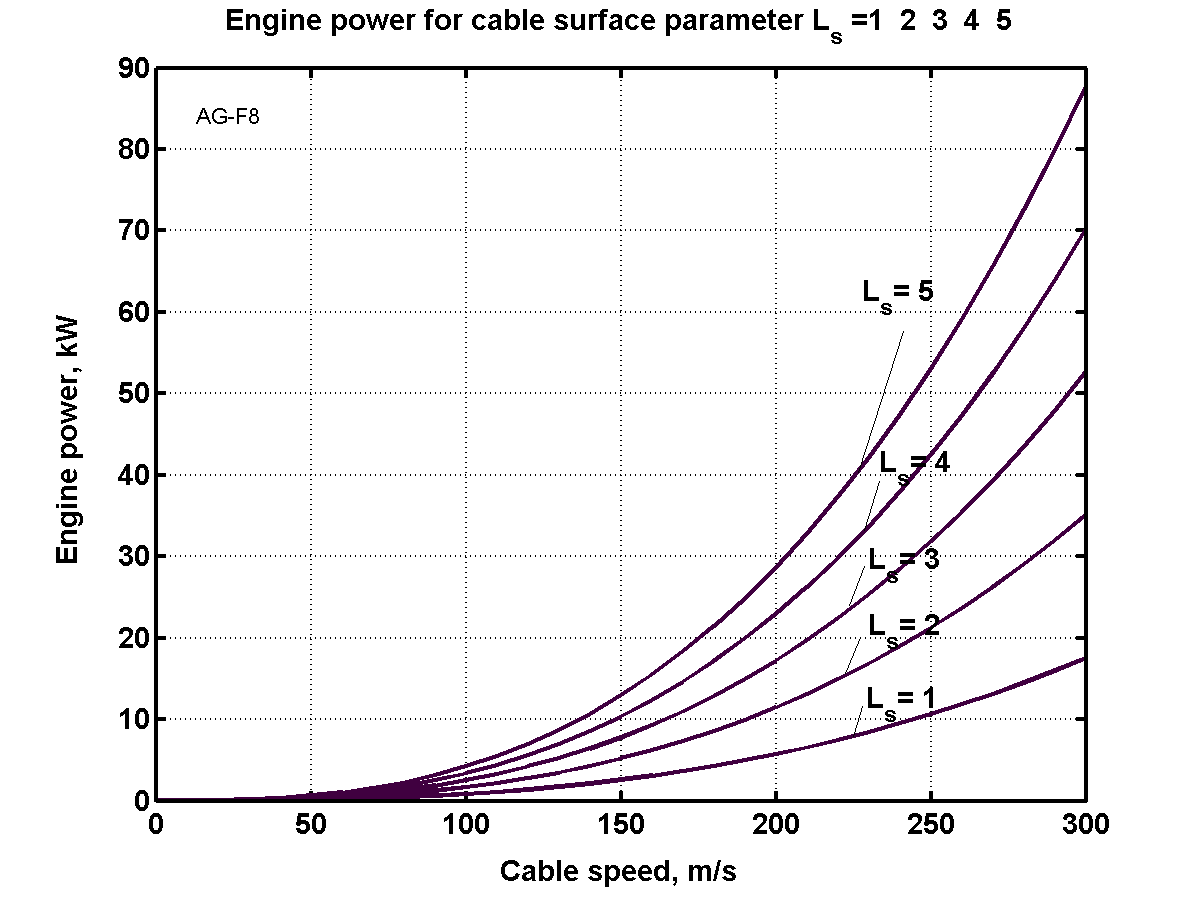 Engine power for cable surface parameter Ls =1 2 3 4 5
90
AG-F8
80
70
Ls= 5
60
50
Ls= 4
40
Ls= 3
30
Ls= 2
20
Ls= 1
10
0
Engine power, kW
0 50 100 150 200 250 300
Cable speed, m/s